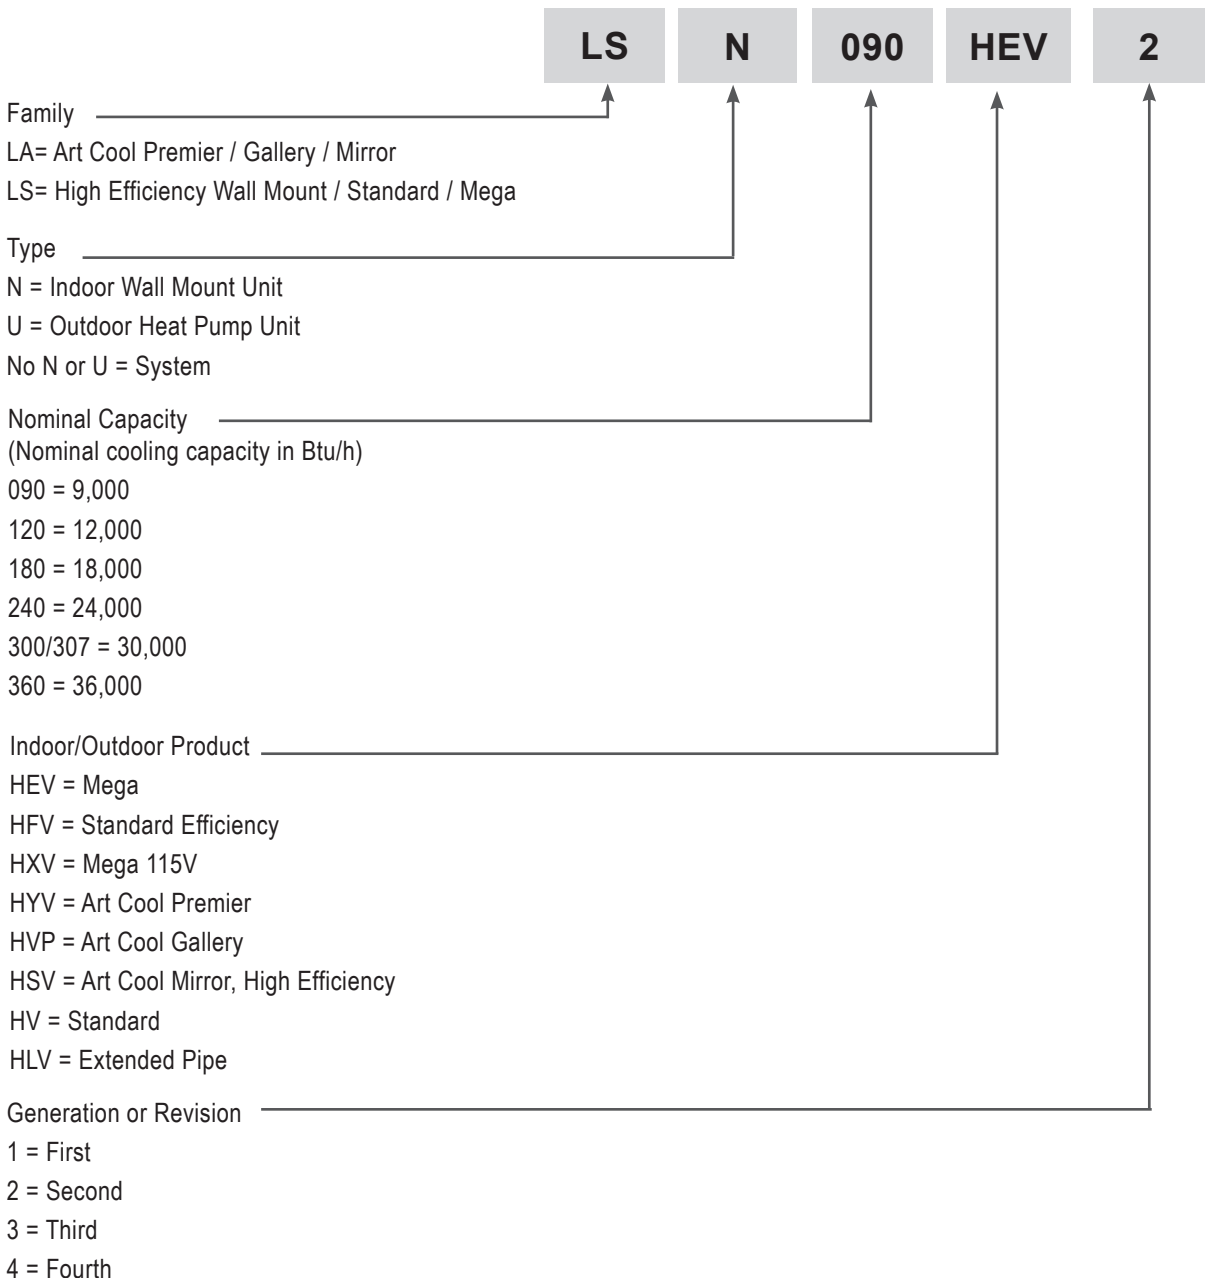 LS N 090 HEV 2
Family
LA= Art Cool Premier / Gallery / Mirror
LS= High Efficiency Wall Mount / Standard / Mega
Type
N = Indoor Wall Mount Unit
U = Outdoor Heat Pump Unit
No N or U = System
Nominal Capacity
(Nominal cooling capacity in Btu/h)
090 = 9,000
120 = 12,000
180 = 18,000
240 = 24,000
300/307 = 30,000
360 = 36,000
Indoor/Outdoor Product
HEV = Mega
HFV = Standard Efficiency
HXV = Mega 115V
HYV = Art Cool Premier
HVP = Art Cool Gallery
HSV = Art Cool Mirror, High Efficiency
HV = Standard
HLV = Extended Pipe
Generation or Revision
1 = First
2 = Second
3 = Third
4 = Fourth